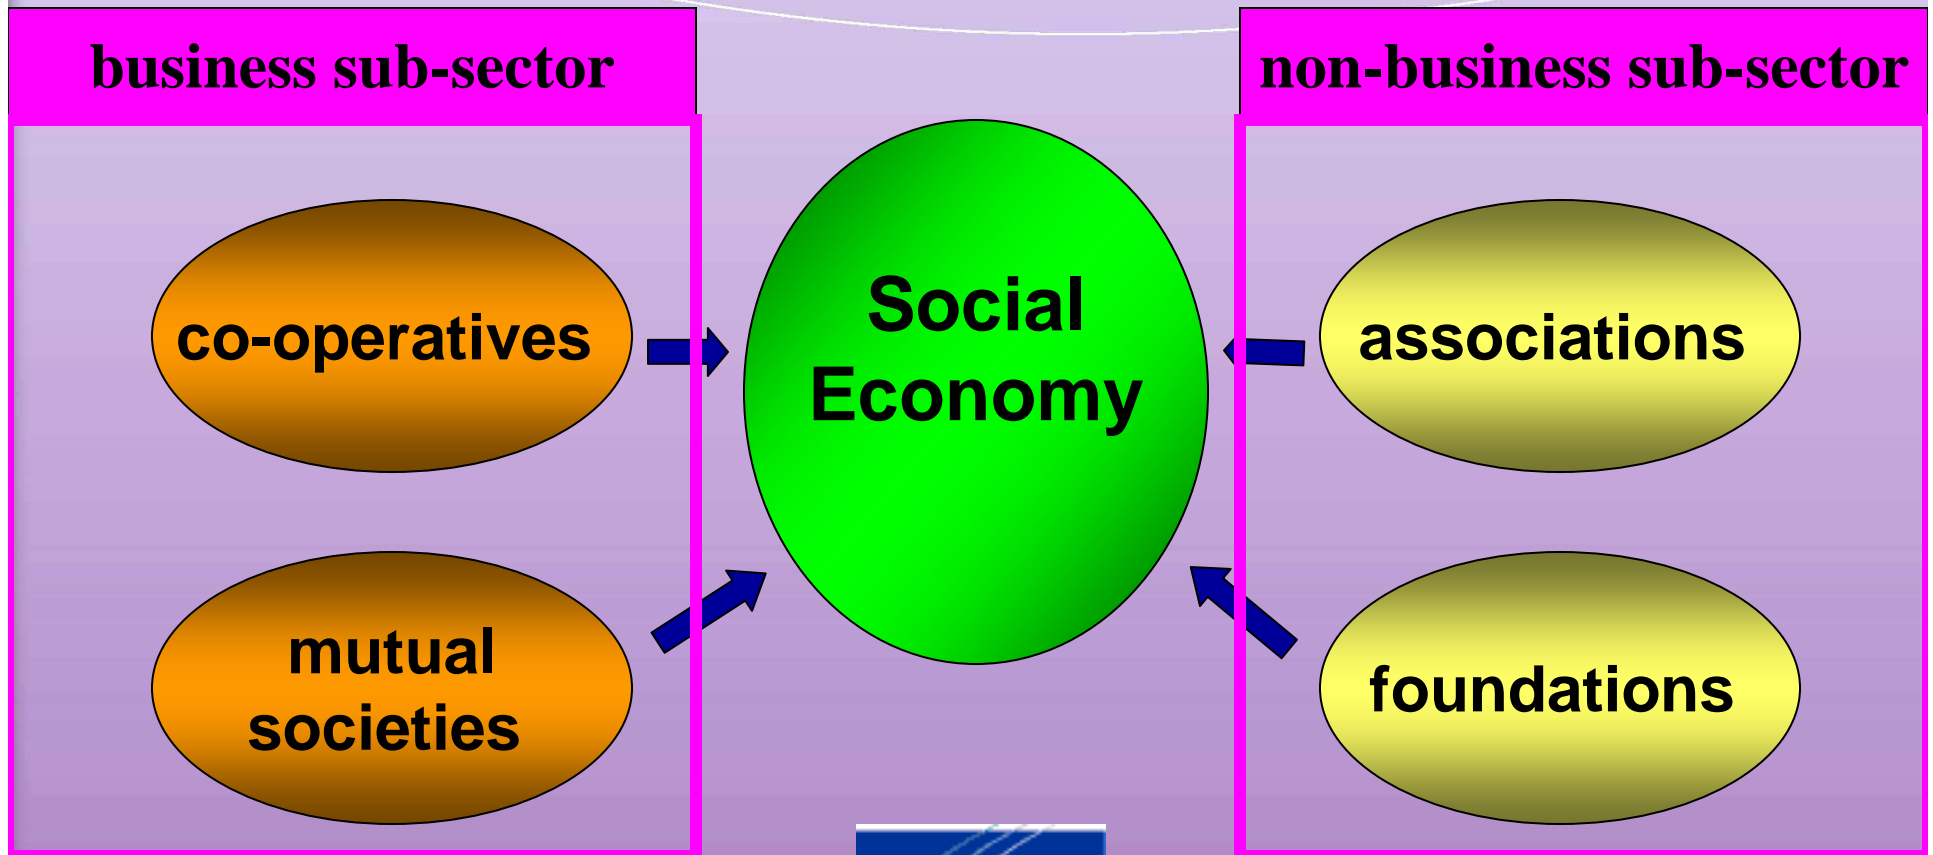 business sub-sector
non-business sub-sector
co-operatives
Social
Economy
associations
mutual
societies
foundations